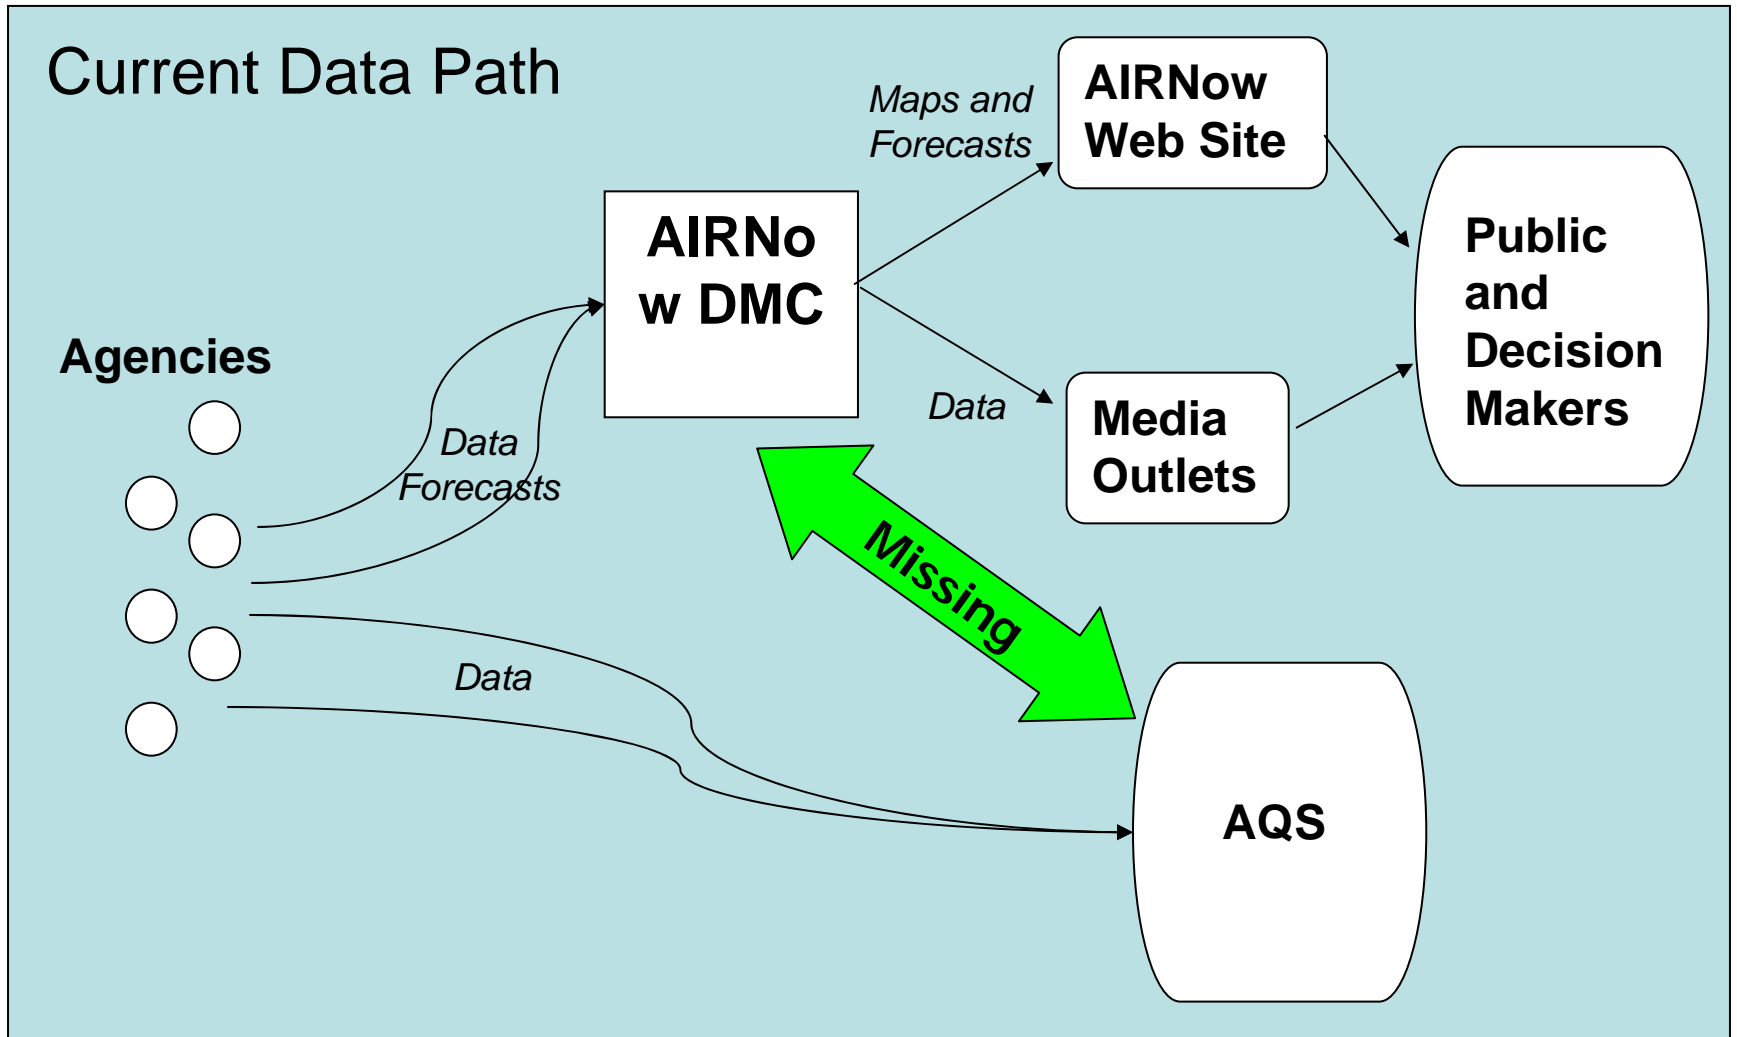 Current Data Path
Maps and
Forecasts
AIRNow
Web Site
AIRNo
w DMC
Public
and
Decision
Makers
Agencies
Data
Forecasts
Data
Media
Outlets
Missing
Data
AQS